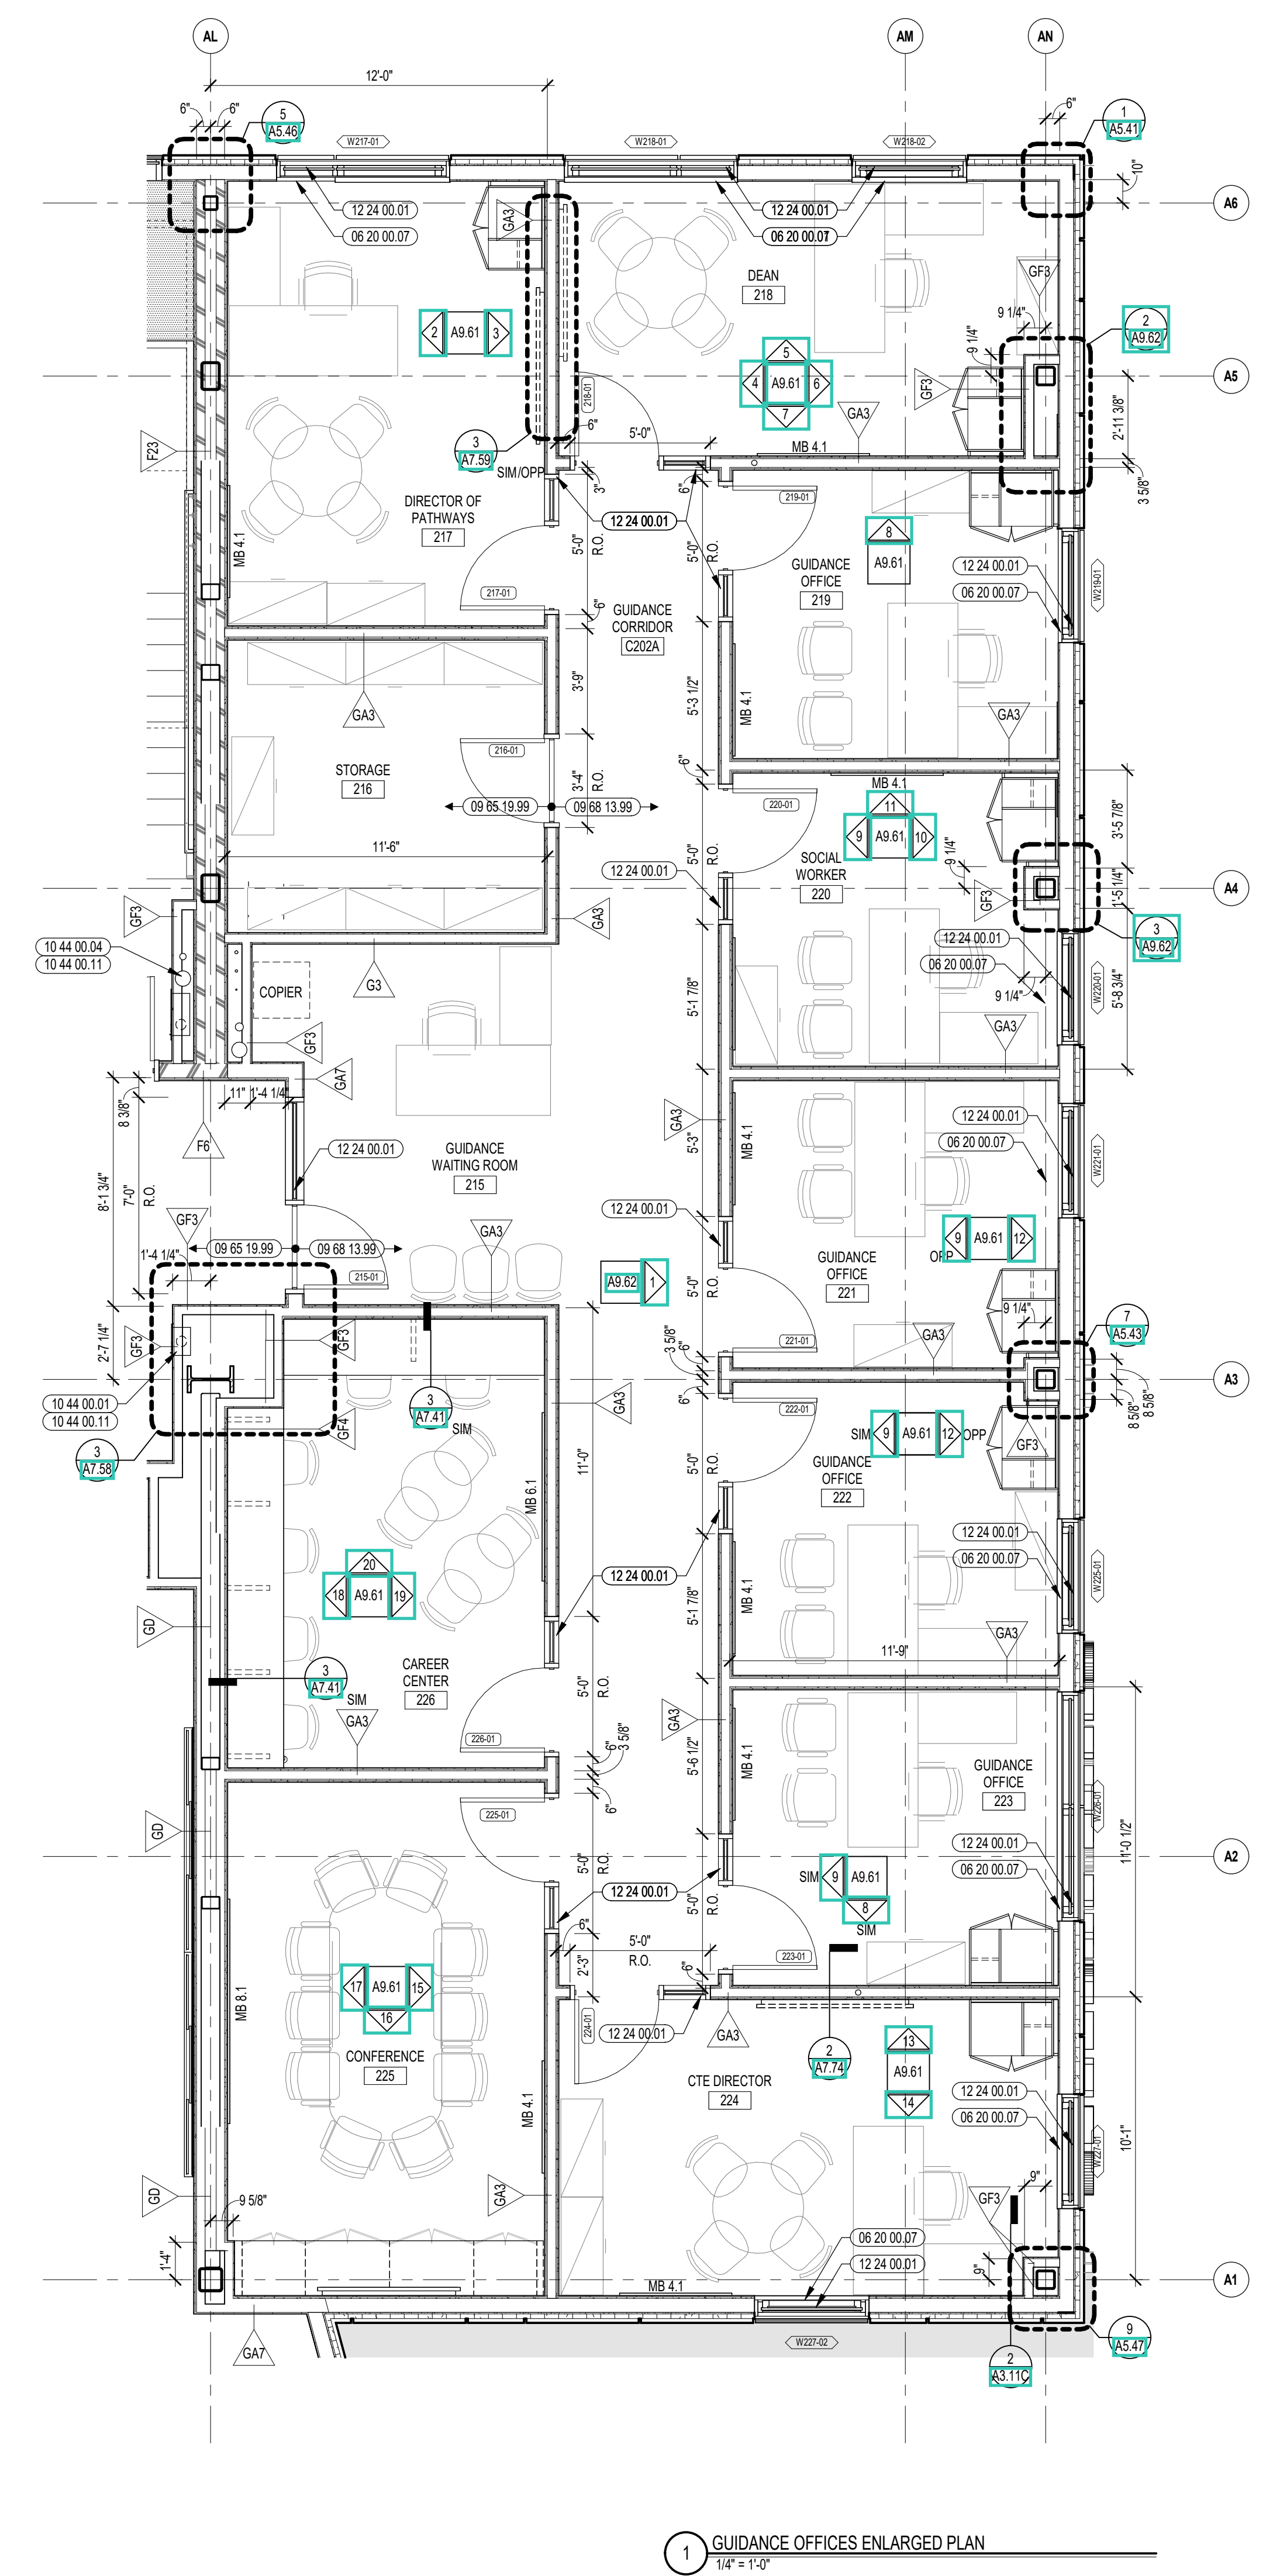 AL
AM
AN
12'-0"
6"
6"
5
A5.46
W217-01
W218-01
W218-02
6"
1
A5.41
10"
A6
12 24 00.01
06 20 00.07
GA3
12 24 00.01
06 20 00.07
DEAN
218
GF3
9 1/4"
9 1/4"
2
A9.62
2
A9.61
3
5
4
A9.61
6
7
A5
218-01
GF3
GA3
2'-11 3/8"
F23
3
A7.59
SIM/OPP
6"
5'-0"
MB 4.1
3 5/8"
DIRECTOR OF
PATHWAYS
217
MB 4.1
3"
6"
219-01
12 24 00.01
5'-0"
R.O.
5'-0"
R.O.
8
A9.61
GUIDANCE
OFFICE
219
12 24 00.01
06 20 00.07
W219-01
217-01
6"
GUIDANCE
CORRIDOR
C202A
3'-9"
5'-3 1/2"
MB 4.1
GA3
GA3
STORAGE
216
216-01
3'-4"
R.O.
6"
09 65 19.99
09 68 13.99
MB 4.1
220-01
11
9
A9.61
10
3'-5 7/8"
11'-6"
5'-0"
R.O.
SOCIAL
WORKER
220
9 1/4"
12 24 00.01
A4
1'-5 1/4"
GF3
GF3
GA3
3
A9.62
10 44 00.04
10 44 00.11
12 24 00.01
06 20 00.07
9 1/4"
W220-01
5'-8 3/4"
COPIER
G3
5'-1 7/8"
GF3
GA3
GA7
11"
1'-4 1/4"
8 3/8"
F6
12 24 00.01
GUIDANCE
WAITING ROOM
215
8'-1 3/4"
7'-0"
R.O.
GA3
5'-3"
MB 4.1
12 24 00.01
06 20 00.07
W221-01
GF3
1'-4 1/4"
09 65 19.99
09 68 13.99
GA3
12 24 00.01
9
A9.61
12
OPP
GUIDANCE
OFFICE
221
215-01
A9.62
1
5'-0"
R.O.
9 1/4"
2'-7 1/4"
GF3
GF3
221-01
3 5/8"
6"
GA3
7
A5.43
A3
10 44 00.01
10 44 00.11
3
A7.41
SIM
GA3
6"
222-01
8 5/8"
8 5/8"
GF4
3
A7.58
SIM
9
A9.61
12
OPP
GF3
11'-0"
5'-0"
R.O.
GUIDANCE
OFFICE
222
MB 6.1
12 24 00.01
06 20 00.07
W225-01
20
18
A9.61
19
12 24 00.01
5'-1 7/8"
MB 4.1
GD
GA3
11'-9"
CAREER
CENTER
226
3
A7.41
SIM
GA3
5'-0"
R.O.
226-01
6"
3 5/8"
GA3
5'-6 1/2"
MB 4.1
GUIDANCE
OFFICE
223
W226-01
225-01
6"
GD
5'-0"
R.O.
12 24 00.01
06 20 00.07
11'-0 1/2"
A2
SIM
9
A9.61
8
SIM
12 24 00.01
5'-0"
R.O.
6"
5'-0"
R.O.
223-01
2'-3"
6"
17
A9.61
15
16
MB 8.1
CONFERENCE
225
224-01
12 24 00.01
GA3
2
A7.74
13
A9.61
14
CTE DIRECTOR
224
MB 4.1
12 24 00.01
06 20 00.07
W227-01
10'-1"
GD
9 5/8"
GA3
GF3
9"
1'-4"
06 20 00.07
12 24 00.01
9"
A1
MB 4.1
GA7
W227-02
9
A5.47
2
A3.11C
1
GUIDANCE OFFICES ENLARGED PLAN
1/4" = 1'-0"